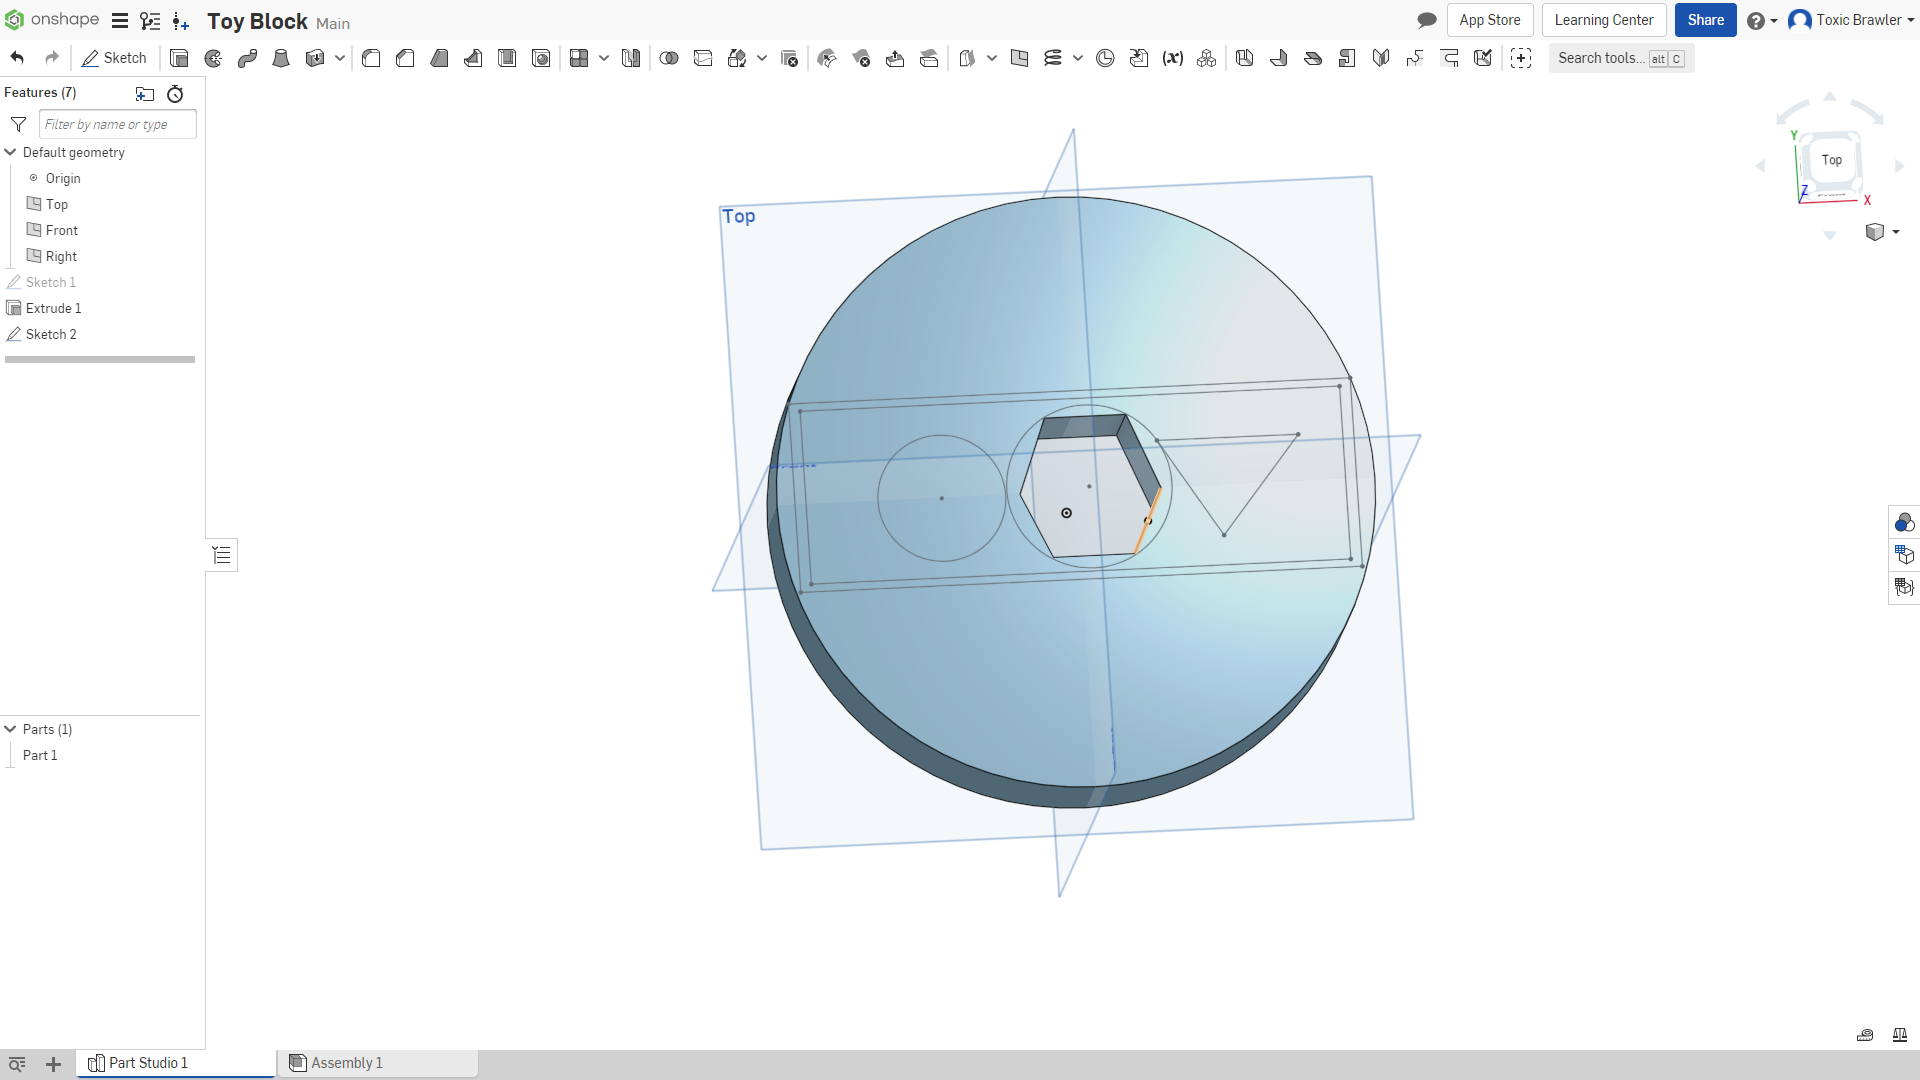 onshape
Toy Block Main
App Store
Learning Center
Share
Toxic Brawler
Sketch
Search tools... alt C
Features (7)
Filter by name or type
Default geometry
Origin
Top
Front
Right
Sketch 1
Extrude 1
Sketch 2
Parts (1)
Part 1
Top
Y
Top
Front
Z
X
Part Studio 1
Assembly 1